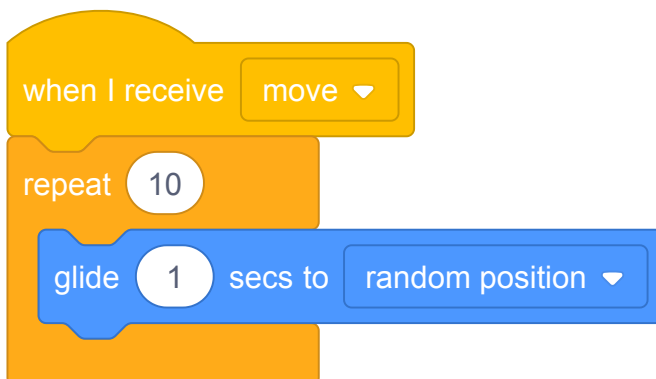 when I receive move
repeat 10
glide 1 secs to random position